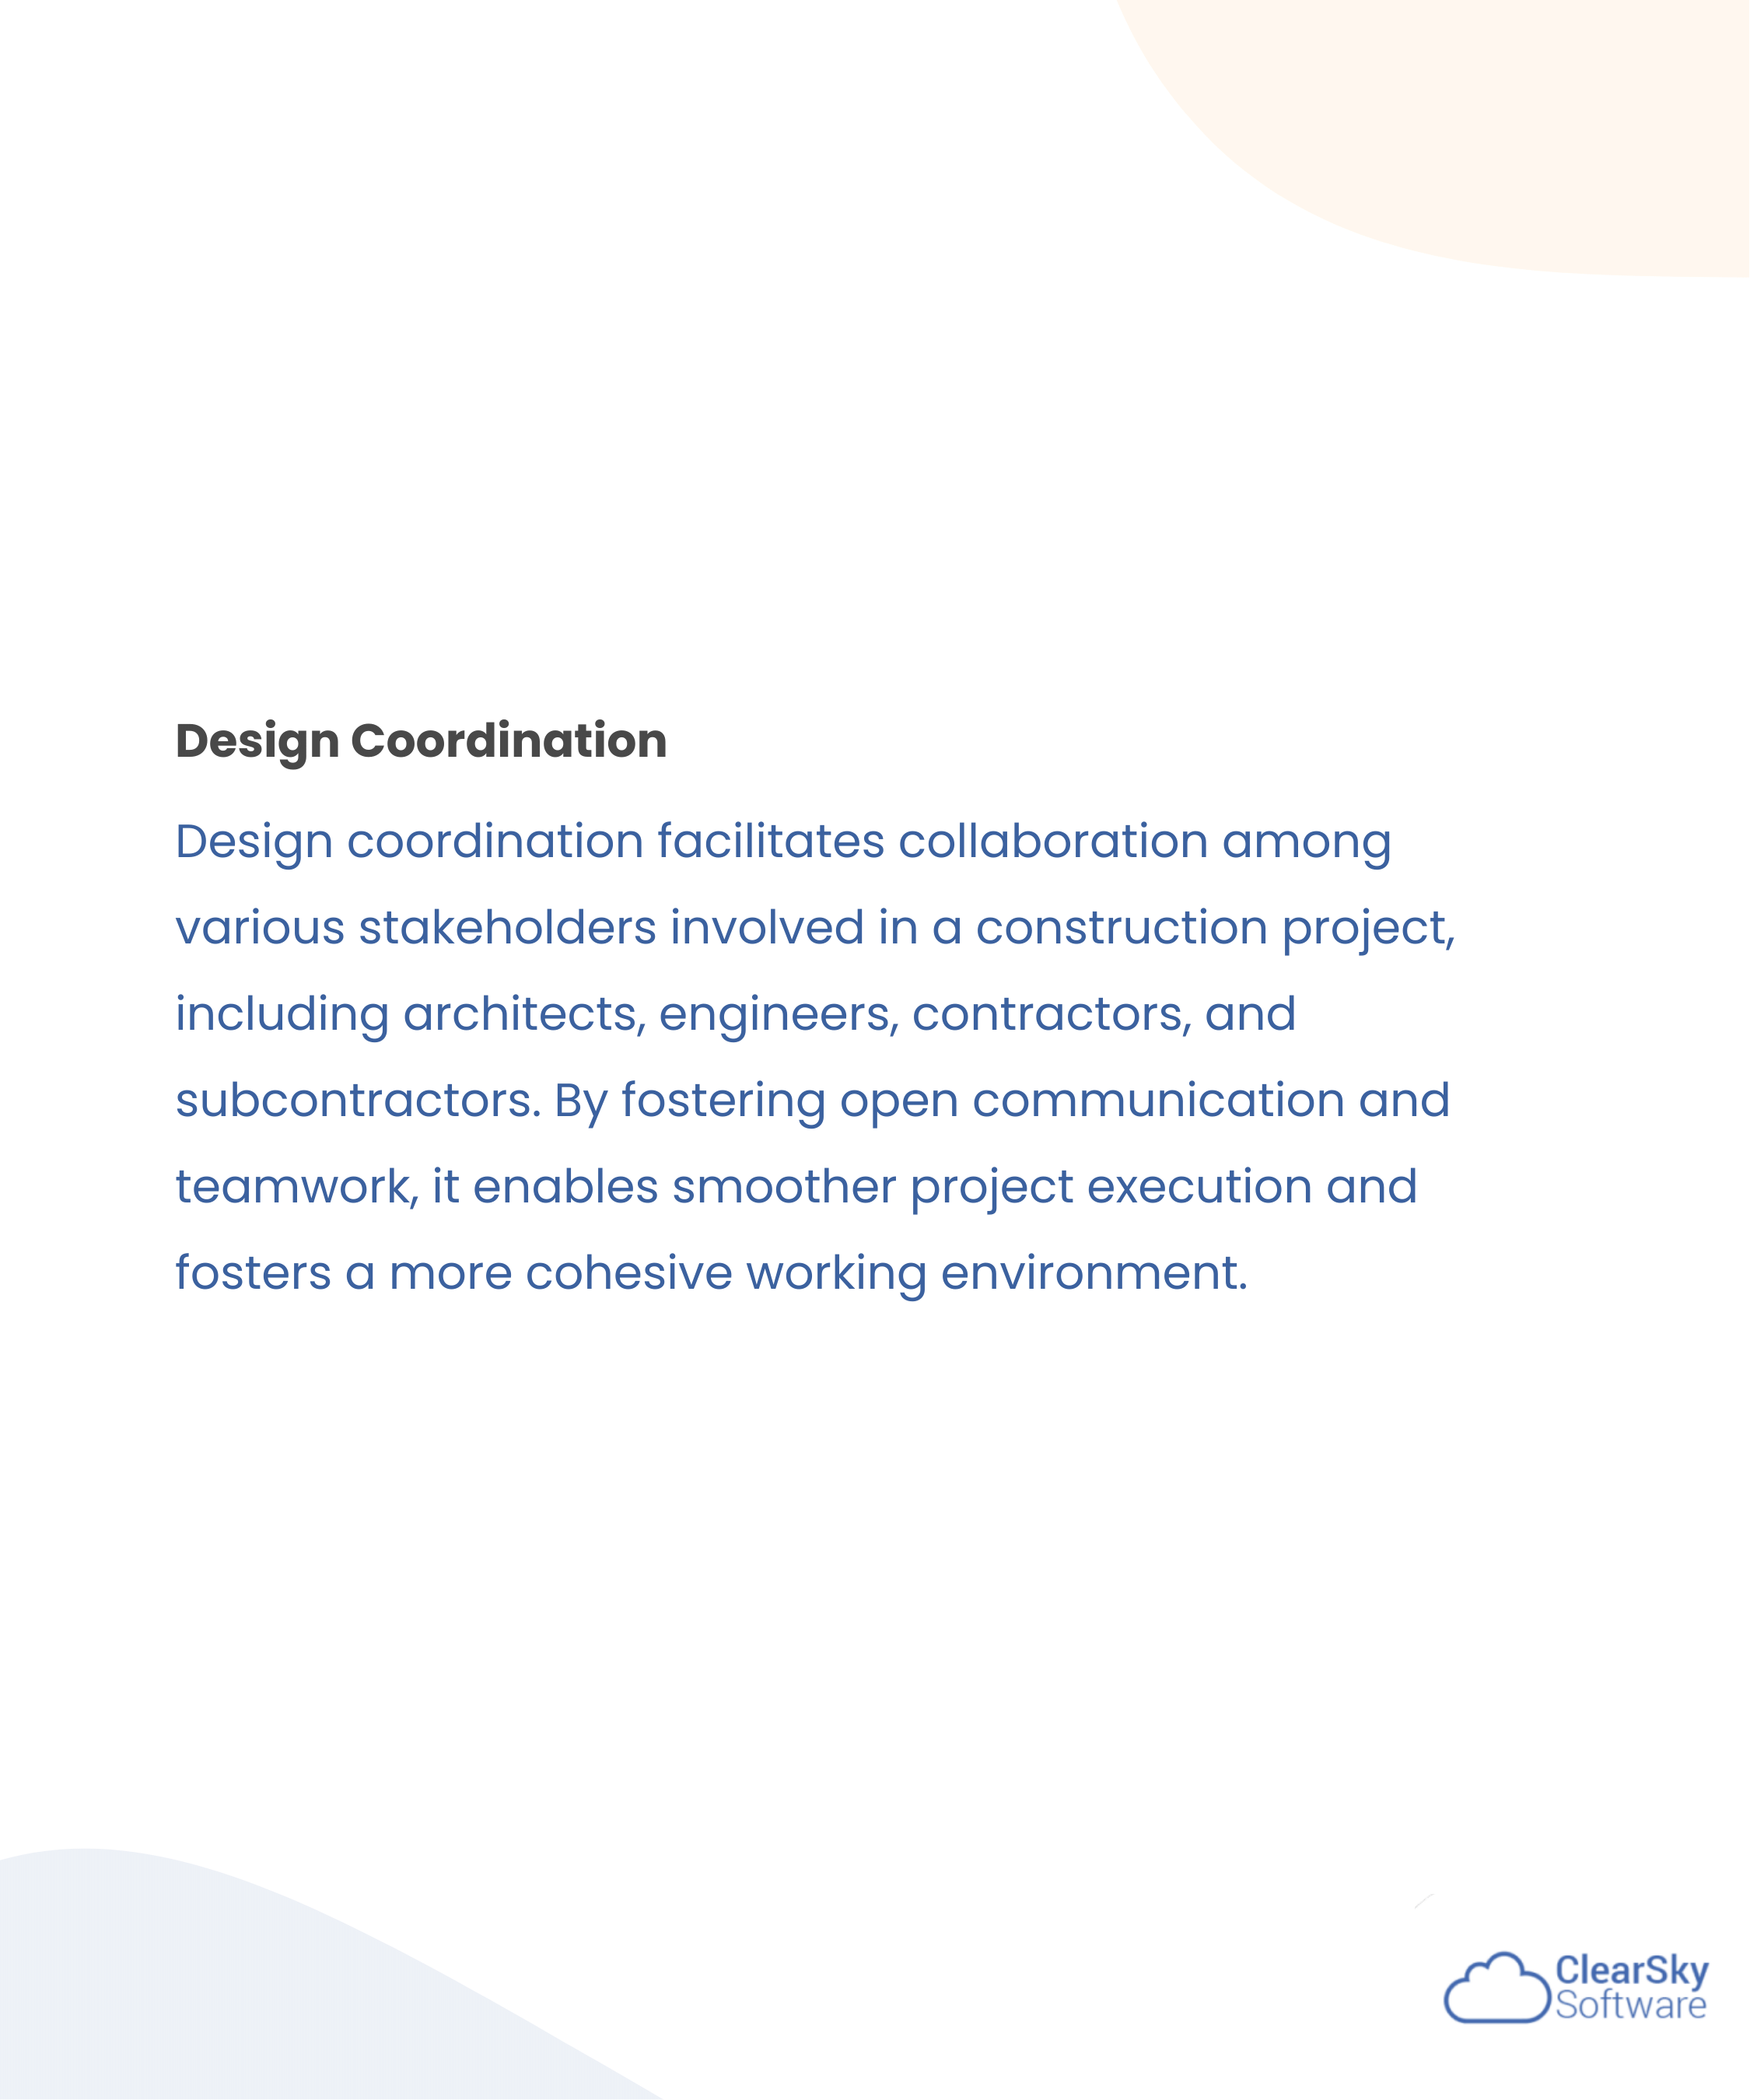 Design Coordination
Design coordination facilitates collaboration among
various stakeholders involved in a construction project,
including architects, engineers, contractors, and
subcontractors. By fostering open communication and
teamwork, it enables smoother project execution and
fosters a more cohesive working environment.
ClearSky
Software